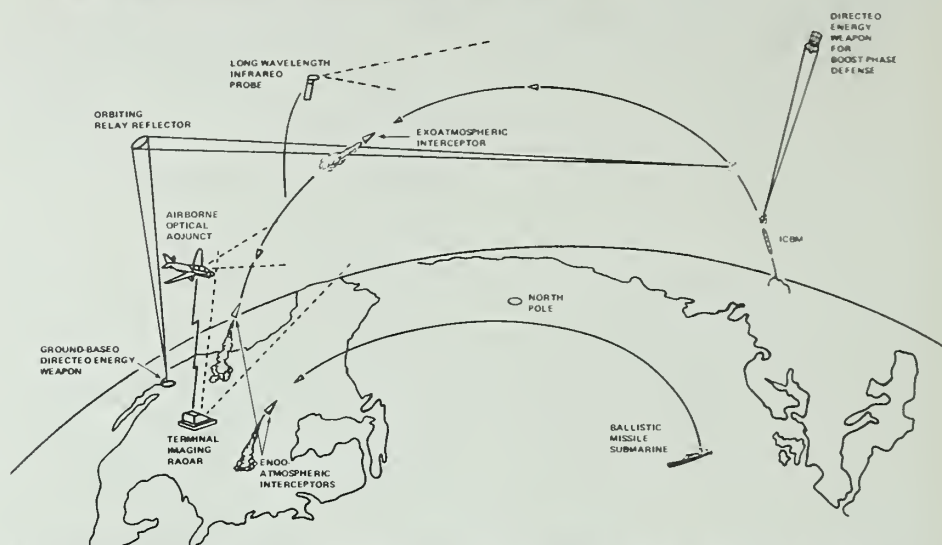 DIRECTED
ENERGY
WEAPON
FOR
BOOST PHASE
DEFENSE
LONG WAVELENGTH
INFRARED
PROBE
ORBITING
RELAY REFLECTOR
EXOATMOSPHERIC
INTERCEPTOR
AIRBORNE
OPTICAL
ADJUNCT
ICBM
NORTH
POLE
GROUND-BASED
DIRECTED ENERGY
WEAPON
TERMINAL
IMAGING
RADAR
ENDO-
ATMOSPHERIC
INTERCEPTORS
BALLISTIC
MISSILE
SUBMARINE